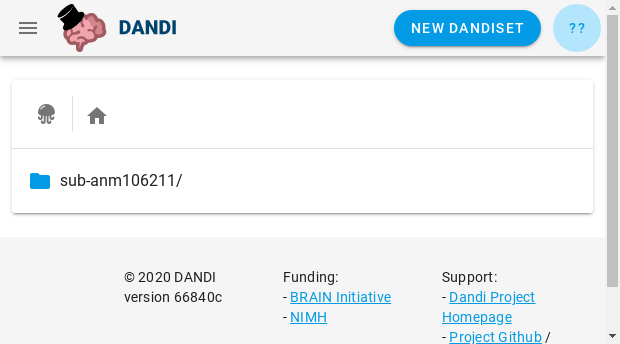 DANDI
NEW DANDISET
??
sub-anm106211/
© 2020 DANDI
version 66840c
Funding:
- BRAIN Initiative
- NIMH
Support:
- Dandi Project
Homepage
- Project Github /